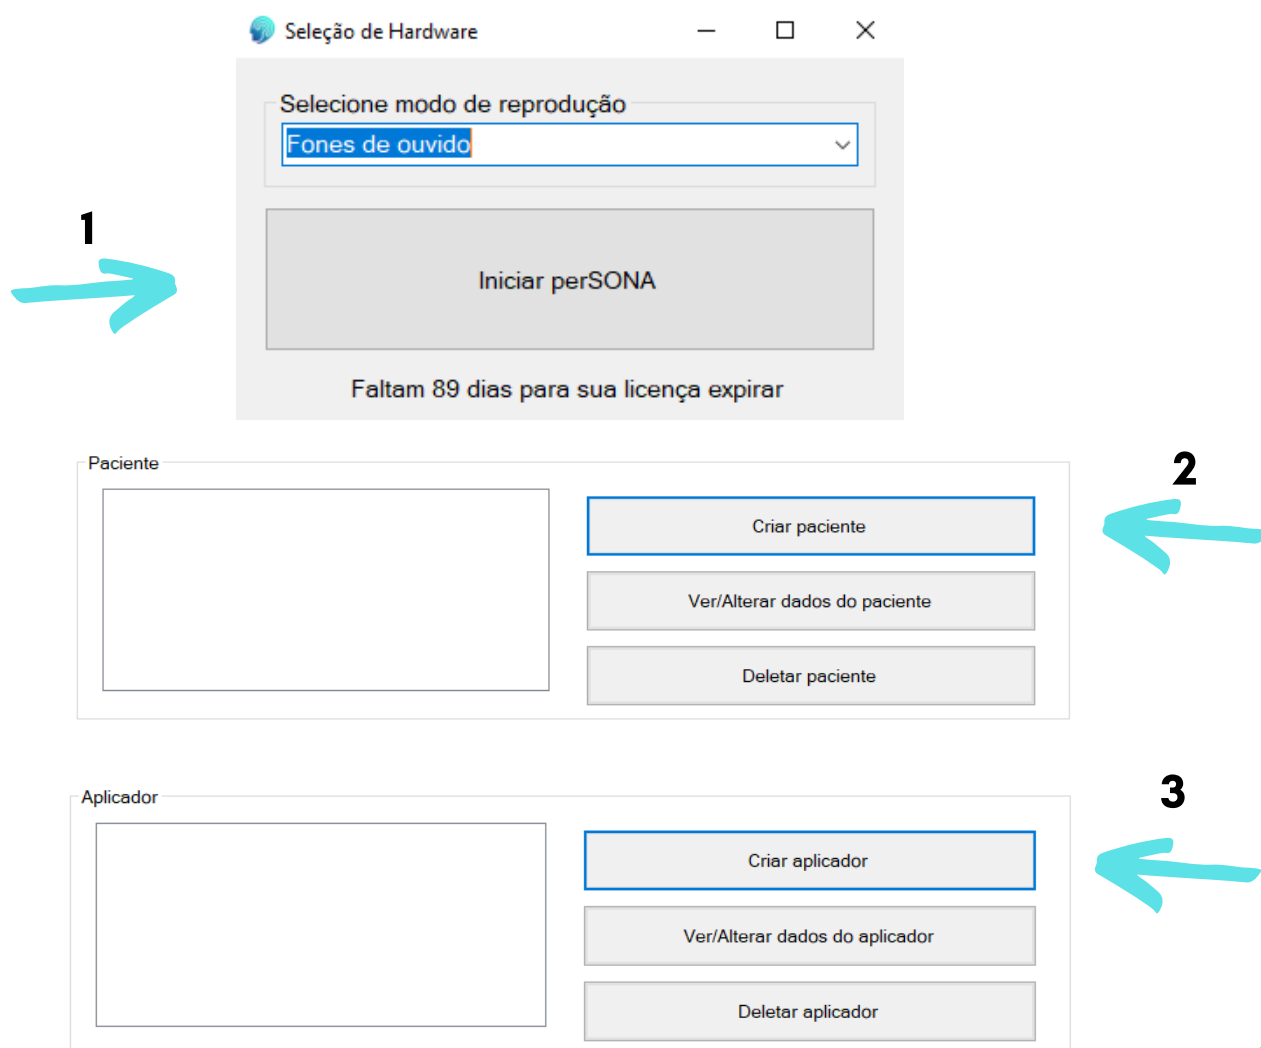 Seleção de Hardware
Selecione modo de reprodução
Fones de ouvido
1
Iniciar perSONA
Faltam 89 dias para sua licença expirar
Paciente
2
Criar paciente
Ver/Alterar dados do paciente
Deletar paciente
3
Aplicador
Criar aplicador
Ver/Alterar dados do aplicador
Deletar aplicador